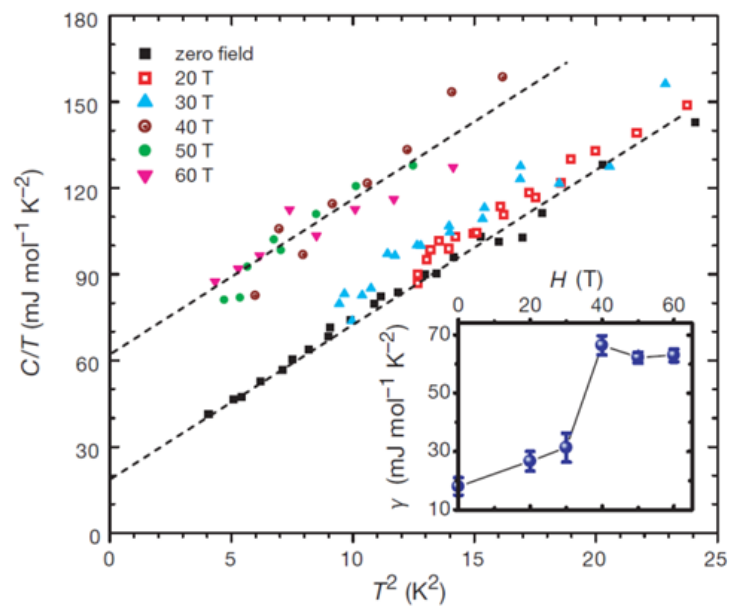 180
150
120
90
60
30
0
C/T (mJ mol⁻¹ K⁻²)
zero field
20 T
30 T
40 T
50 T
60 T
H (T)
0 20 40 60
70
50
30
10
γ (mJ mol⁻¹ K⁻²)
0 5 10 15 20 25
T² (K²)